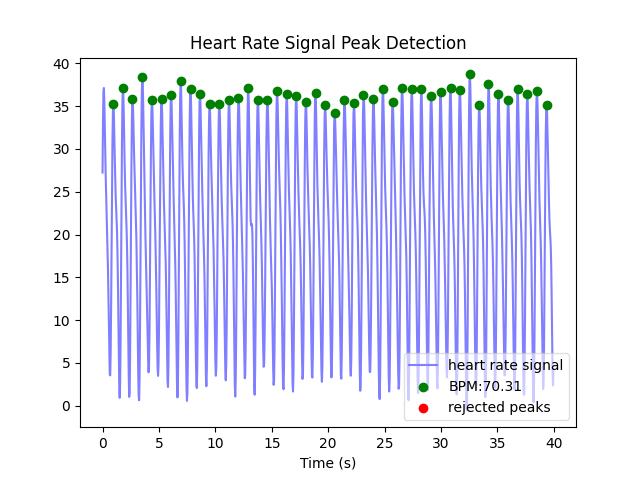 Heart Rate Signal Peak Detection
40
35
30
25
20
15
10
5
0
heart rate signal
BPM:70.31
rejected peaks
0 5 10 15 20 25 30 35 40
Time (s)